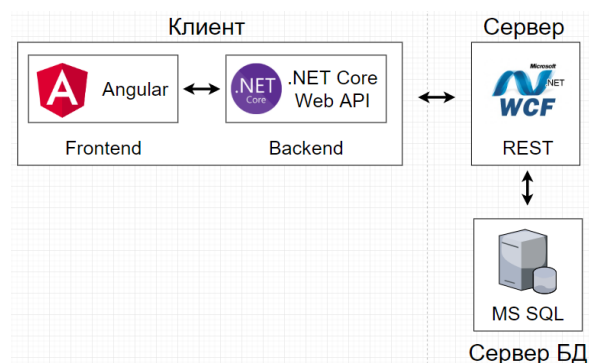 Клиент
Сервер
Angular
.NET
Core
.NET Core
Web API
Frontend
Backend
Microsoft
.NET
WCF
REST
MS SQL
Сервер БД